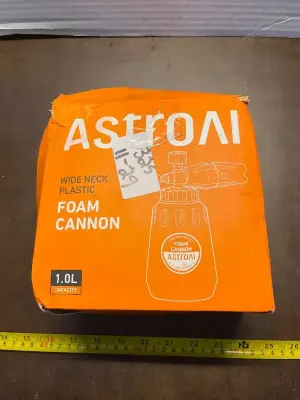 AstroAI
WIDE NECK
PLASTIC
FOAM
CANNON
1.0L
CAPACITY
FOAM
CANNON
AstroAI